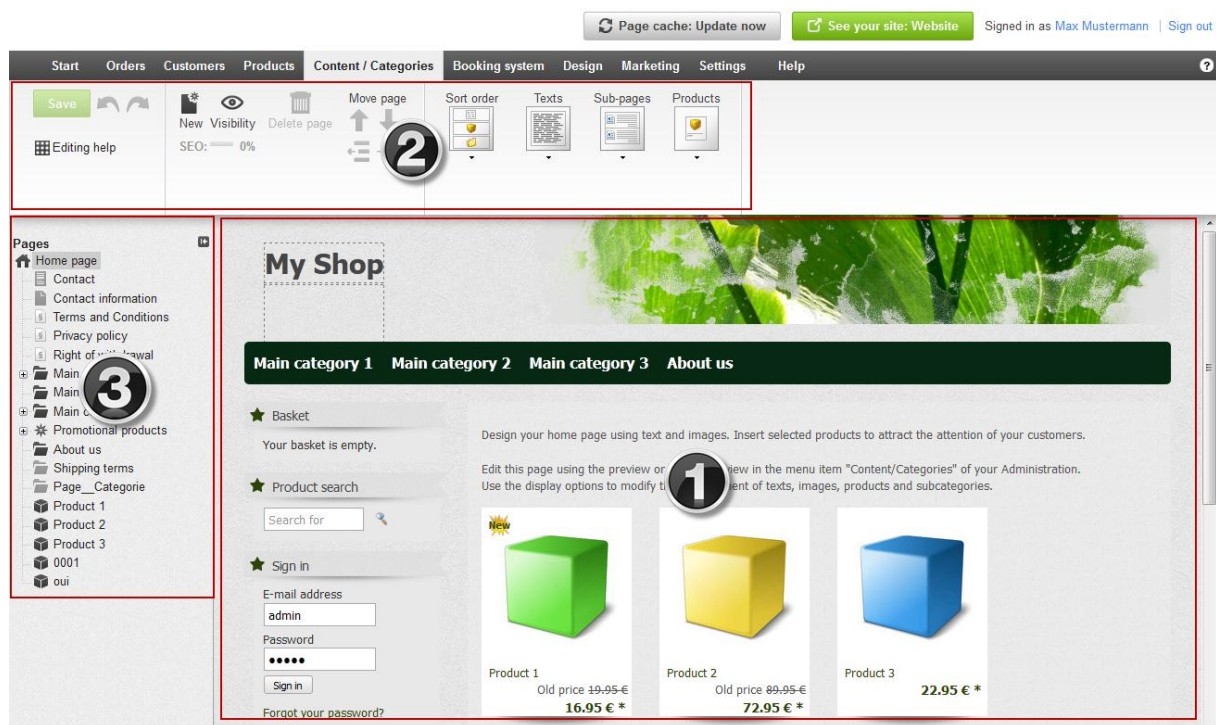 Page cache: Update now See your site: Website Signed in as Max Mustermann | Sign out
Start Orders Customers Products Content / Categories Booking system Design Marketing Settings Help ?
Save New Visibility Delete page Move page Sort order Texts Sub-pages Products
Editing help SEO: 0%
2
Pages
Home page
Contact
Contact information
Terms and Conditions
Privacy policy
Right of
Main
Main
Main
Promotional products
About us
Shipping terms
Page__Categorie
Product 1
Product 2
Product 3
0001
oui
3
My Shop
Main category 1 Main category 2 Main category 3 About us
Basket
Your basket is empty.
Product search
Search for
Sign in
E-mail address
admin
Password
•••••
Sign in
Forgot your password?
Design your home page using text and images. Insert selected products to attract the attention of your customers.
Edit this page using the preview or in the menu item "Content/Categories" of your Administration.
Use the display options to modify of texts, images, products and subcategories.
1
New
Product 1
Old price 19.95 €
16.95 € *
Product 2
Old price 89.95 €
72.95 € *
Product 3
22.95 € *